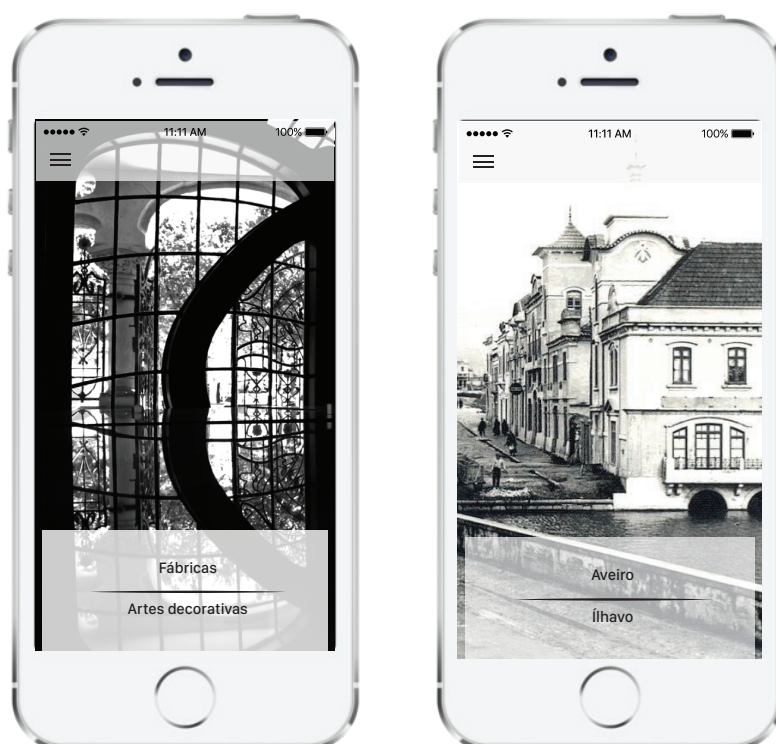 11:11 AM 100%
Fábricas
Artes decorativas
11:11 AM 100%
Aveiro
Ílhavo